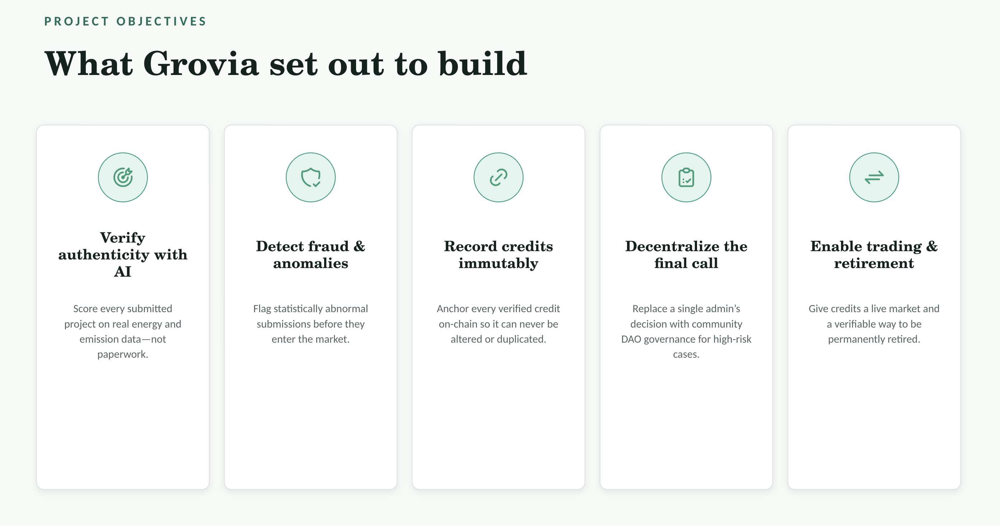 PROJECT OBJECTIVES
What Grovia set out to build
Verify
authenticity with
AI
Score every submitted
project on real energy and
emission data—not
paperwork.
Detect fraud &
anomalies
Flag statistically abnormal
submissions before they
enter the market.
Record credits
immutably
Anchor every verified credit
on-chain so it can never be
altered or duplicated.
Decentralize the
final call
Replace a single admin’s
decision with community
DAO governance for high-risk
cases.
Enable trading &
retirement
Give credits a live market and
a verifiable way to be
permanently retired.